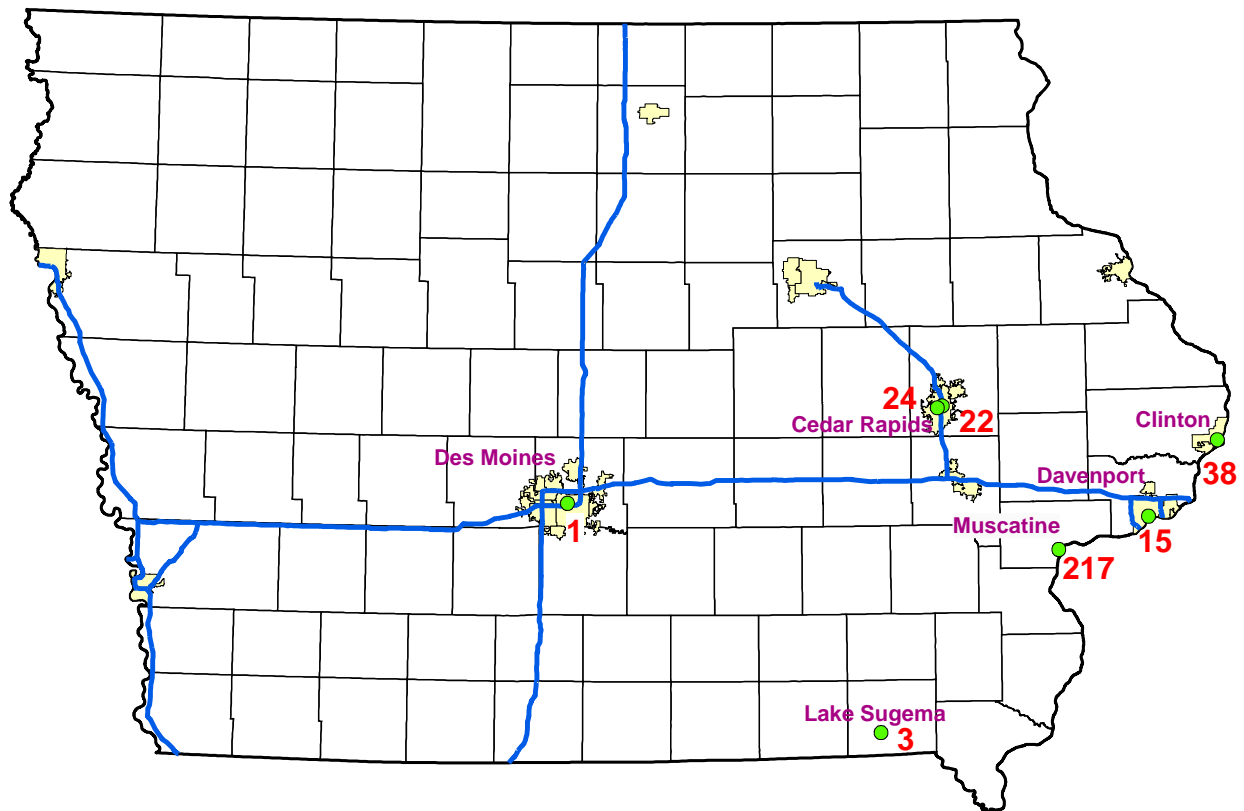 24
Cedar Rapids
22
Clinton
38
Des Moines
1
Davenport
15
Muscatine
217
Lake Sugema
3